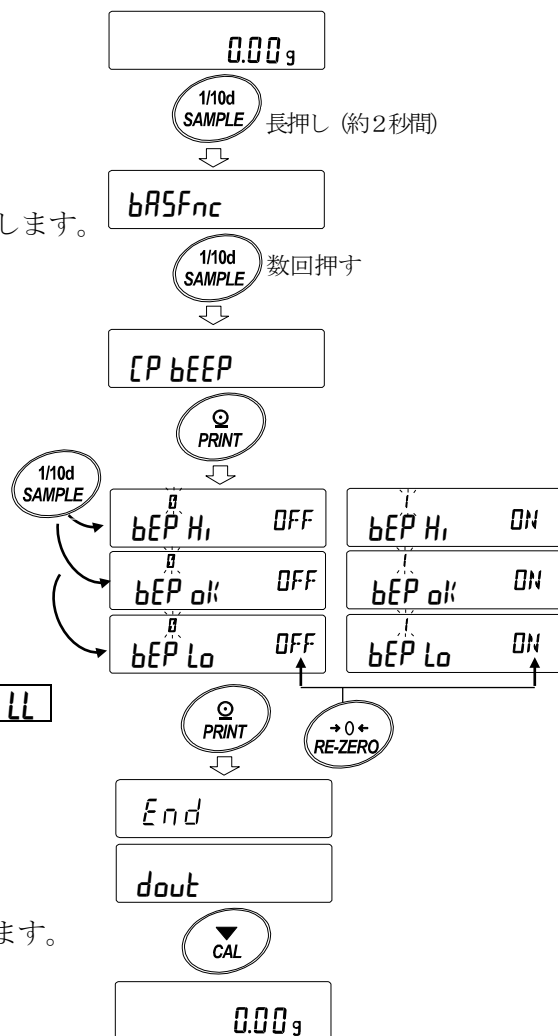 0.00 g
1/10d
SAMPLE
長押し（約２秒間）
bASFnc
します。
1/10d
SAMPLE
数回押す
CP bEEP
PRINT
1/10d
SAMPLE
0
bEP Hi OFF
1
bEP Hi ON
0
bEP oK OFF
1
bEP oK ON
0
bEP Lo OFF
1
bEP Lo ON
LL
PRINT
→0←
RE-ZERO
End
dout
ます。
CAL
0.00 g